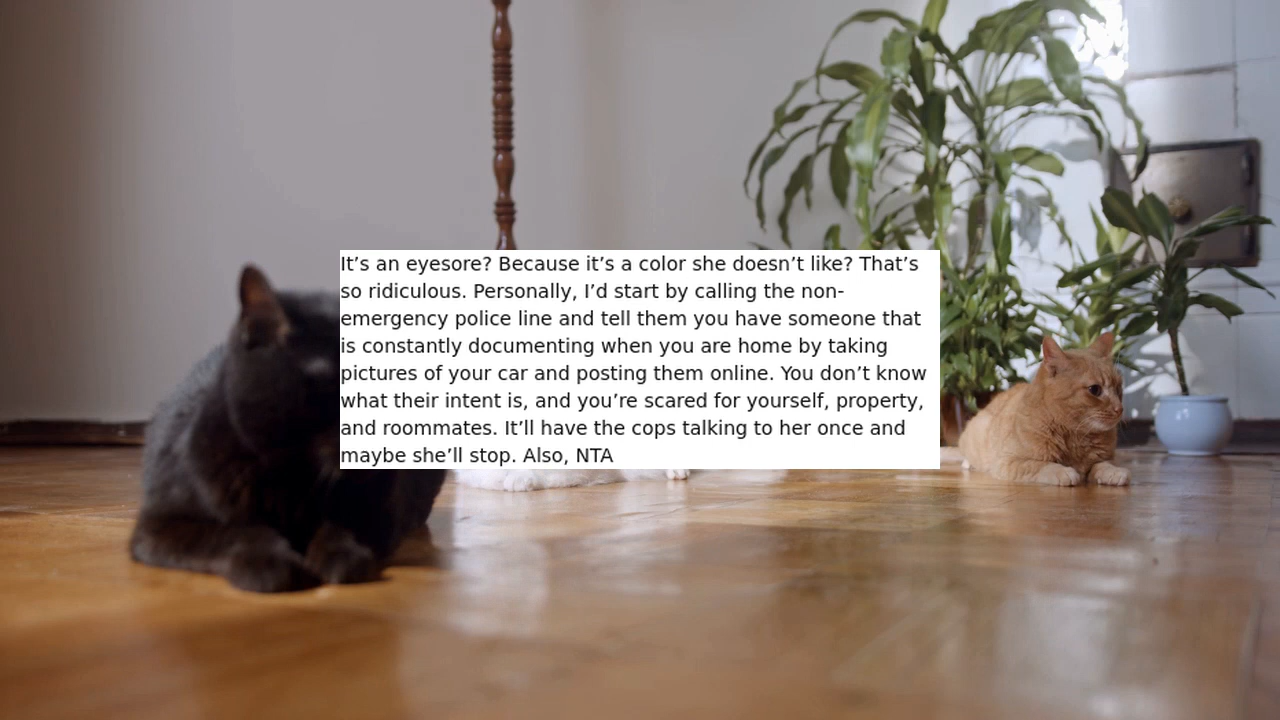 It’s an eyesore? Because it’s a color she doesn’t like? That’s
so ridiculous. Personally, I’d start by calling the non-
emergency police line and tell them you have someone that
is constantly documenting when you are home by taking
pictures of your car and posting them online. You don’t know
what their intent is, and you’re scared for yourself, property,
and roommates. It’ll have the cops talking to her once and
maybe she’ll stop. Also, NTA